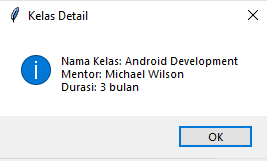 Kelas Detail
Nama Kelas: Android Development
Mentor: Michael Wilson
Durasi: 3 bulan
OK